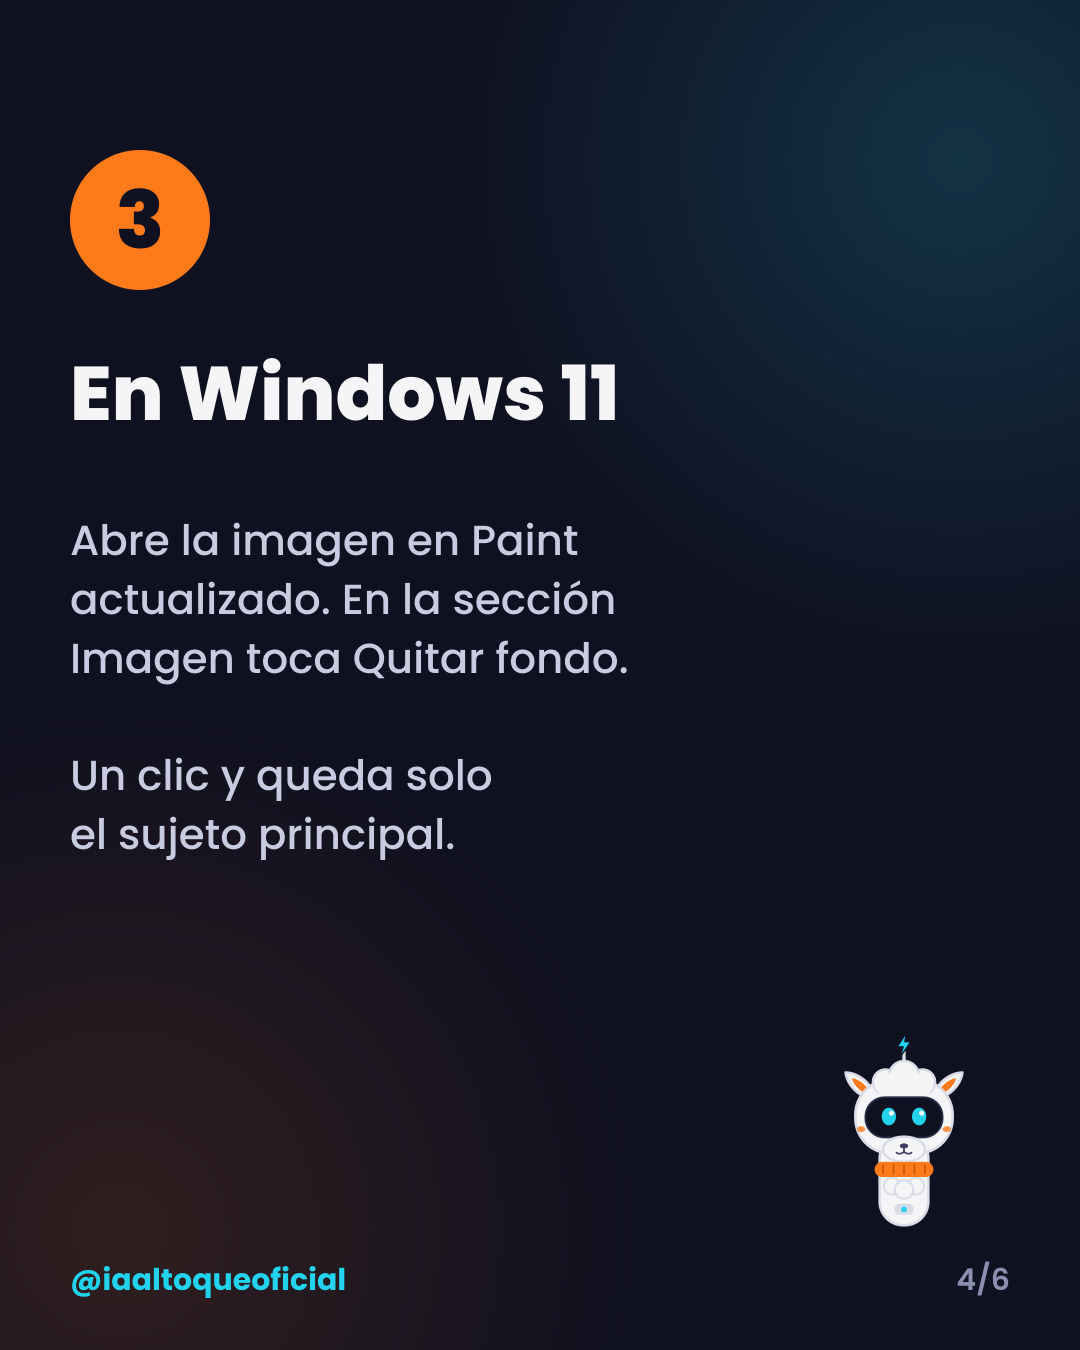 3
En Windows 11
Abre la imagen en Paint
actualizado. En la sección
Imagen toca Quitar fondo.
Un clic y queda solo
el sujeto principal.
@iaaltoqueoficial
4/6